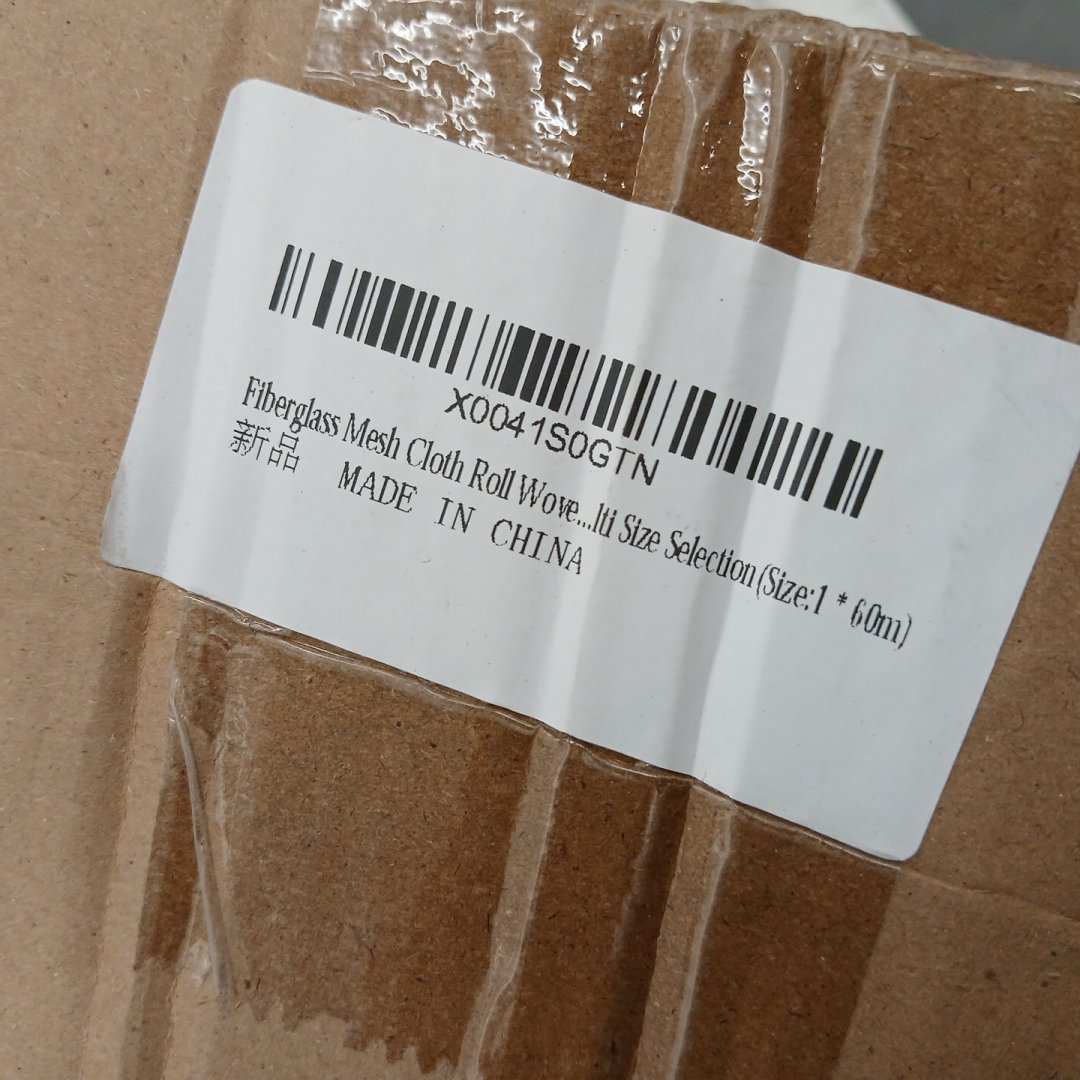 X0041S0GTN
Fiberglass Mesh Cloth Roll Wove...lti Size Selection(Size:1 * 60m)
新品
MADE IN CHINA